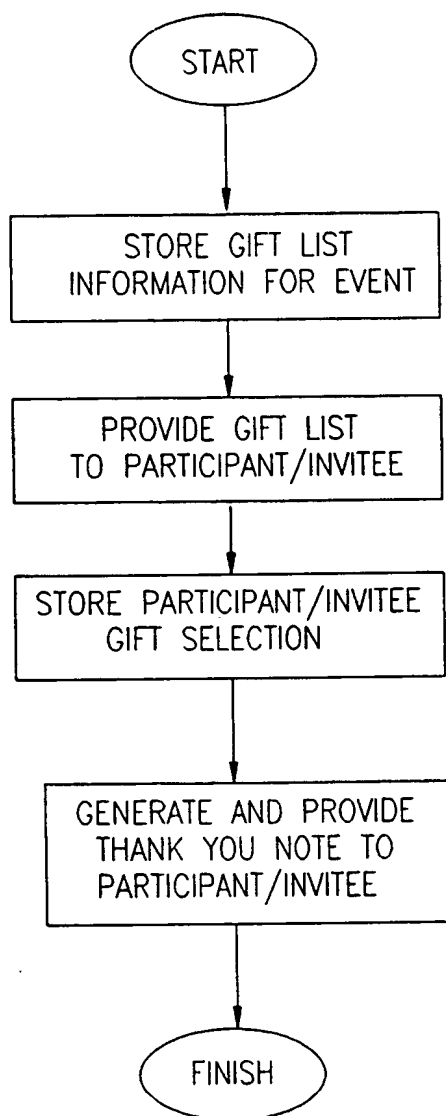 START
STORE GIFT LIST
INFORMATION FOR EVENT
PROVIDE GIFT LIST
TO PARTICIPANT/INVITEE
STORE PARTICIPANT/INVITEE
GIFT SELECTION
GENERATE AND PROVIDE
THANK YOU NOTE TO
PARTICIPANT/INVITEE
FINISH